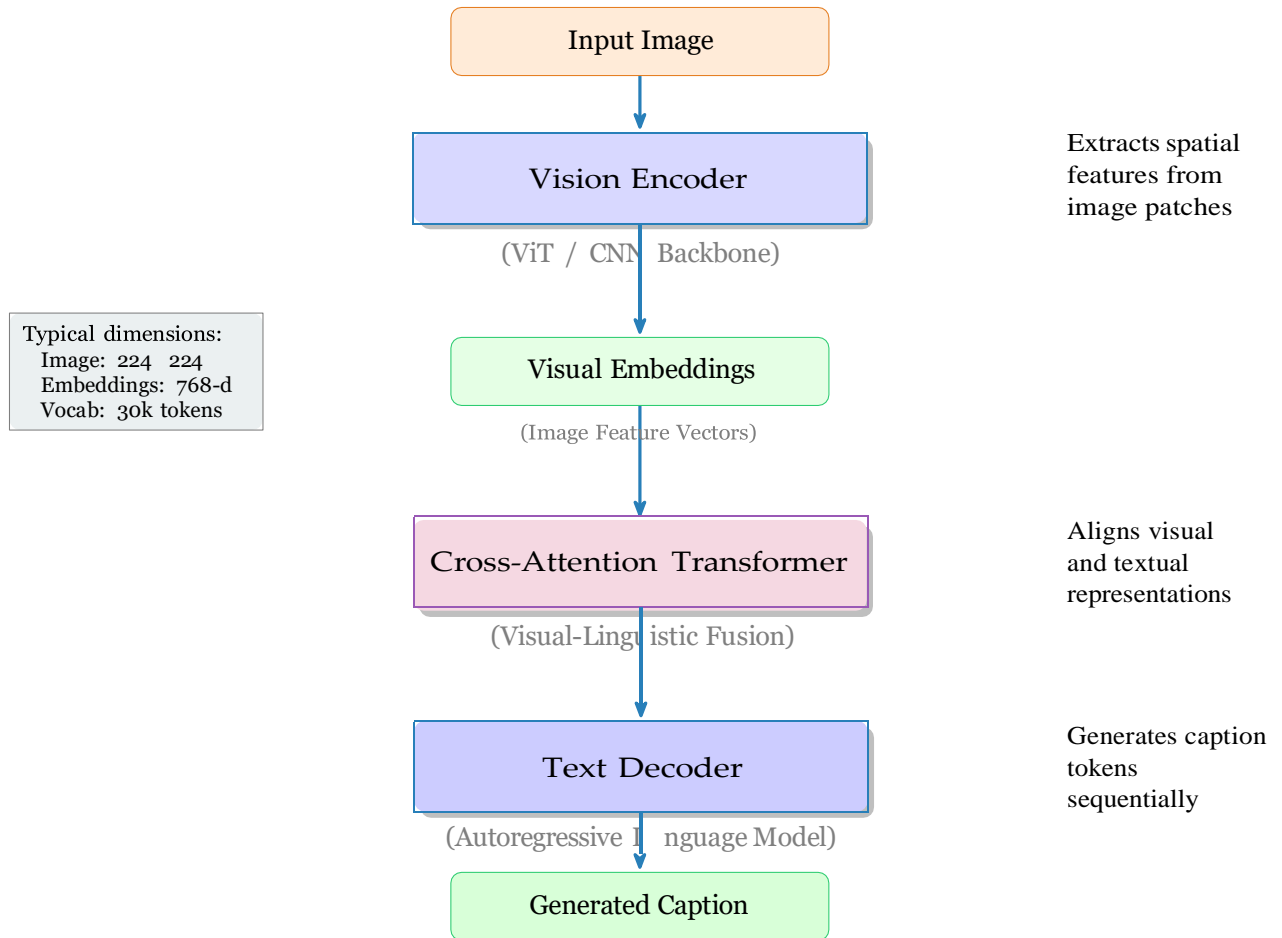 Input Image
Vision Encoder
(ViT / CNN Backbone)
Extracts spatial
features from
image patches
Typical dimensions:
Image: 224 224
Embeddings: 768-d
Vocab: 30k tokens
Visual Embeddings
(Image Feature Vectors)
Cross-Attention Transformer
(Visual-Linguistic Fusion)
Aligns visual
and textual
representations
Text Decoder
(Autoregressive Language Model)
Generates caption
tokens
sequentially
Generated Caption